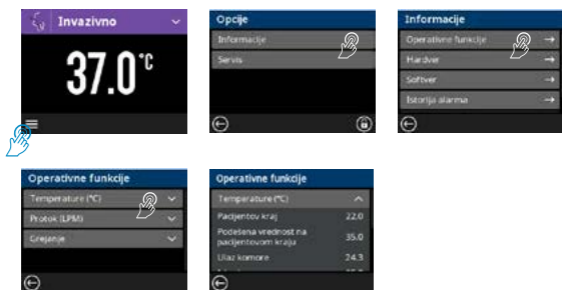 Invazivno
37.0°C
Opcije
Informacije
Servis
Informacije
Operativne funkcije
Hardver
Softver
Istorija alarma
Operativne funkcije
Temperature (°C)
Protok (LPM)
Grejanje
Operativne funkcije
Temperature (°C)
Pacijentov kraj 22.0
Podešena vrednost na
pacijentovom kraju 35.0
Ulaz komore 24.3